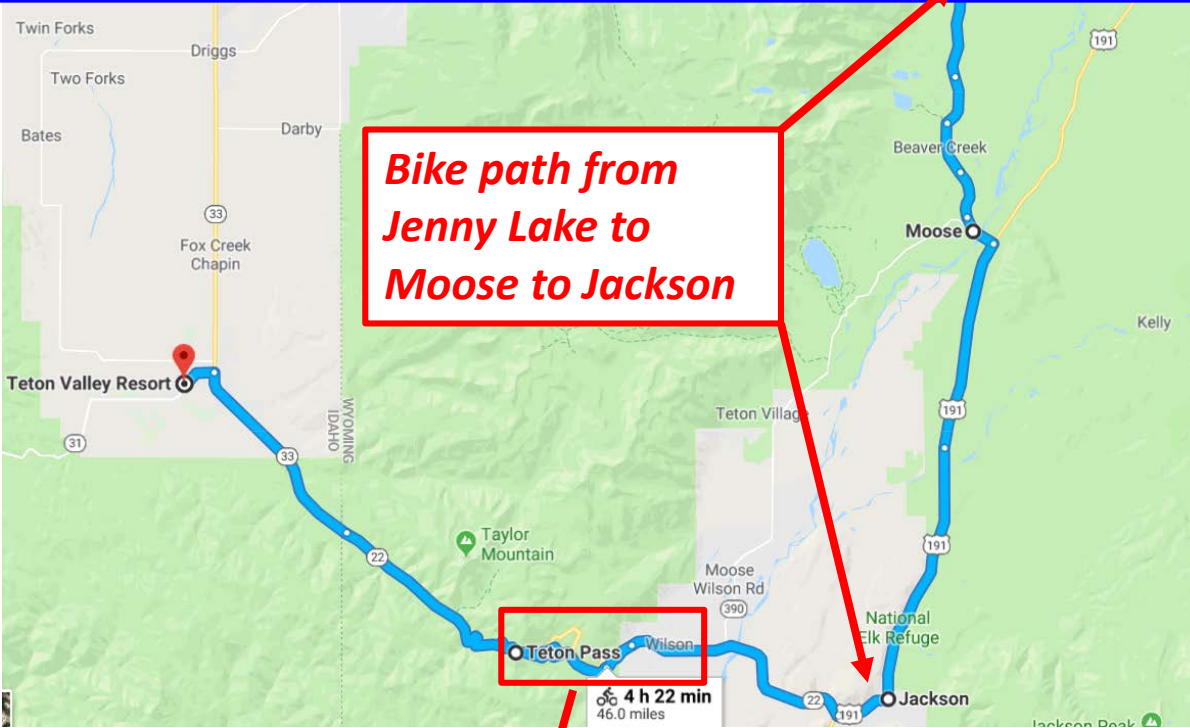 Twin Forks
Driggs
191
Two Forks
Bates
Darby
Bike path from
Jenny Lake to
Moose to Jackson
Beaver Creek
33
Moose
Fox Creek
Chapin
Kelly
Teton Valley Resort
WYOMING
IDAHO
Teton Village
191
31
33
Taylor
Mountain
191
22
Moose
Wilson Rd
390
National
Elk Refuge
Teton Pass
Wilson
4 h 22 min
46.0 miles
22
191
Jackson
Jackson Peak